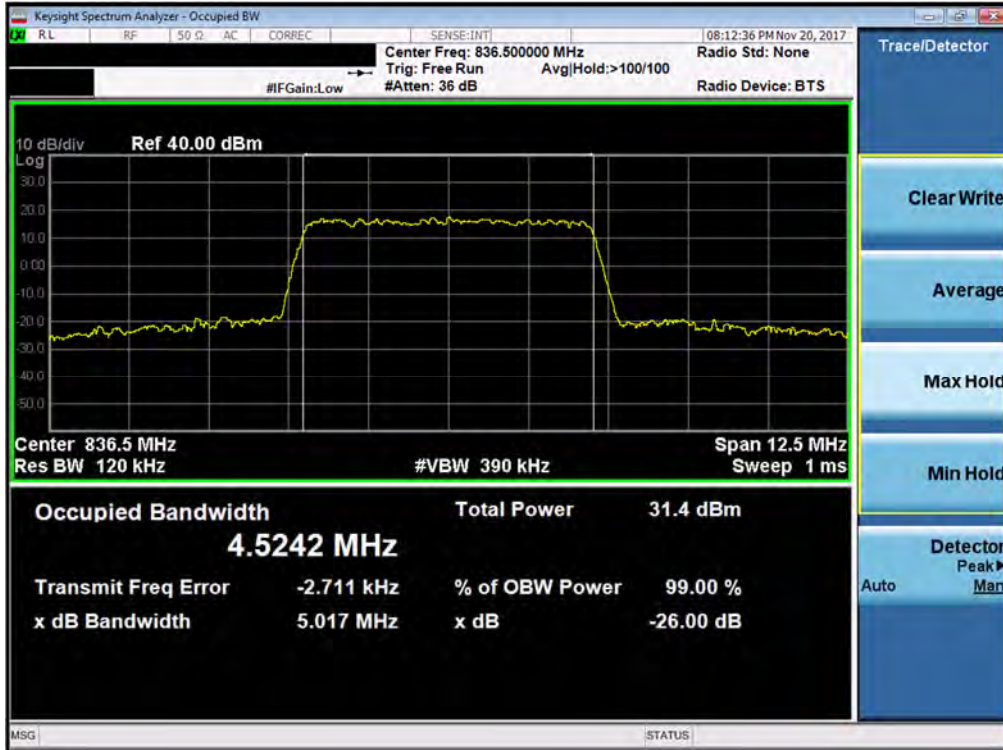 Keysight Spectrum Analyzer - Occupied BW
LXI RL RF 50 Ω AC CORREC SENSE:INT 08:12:36 PM Nov 20, 2017
Center Freq: 836.500000 MHz Radio Std: None
Trig: Free Run Avg|Hold:>100/100
#IFGain:Low #Atten: 36 dB Radio Device: BTS
Trace/Detector
10 dB/div Ref 40.00 dBm
Log
30.0
20.0
10.0
0.00
-10.0
-20.0
-30.0
-40.0
-50.0
Center 836.5 MHz Span 12.5 MHz
Res BW 120 kHz #VBW 390 kHz Sweep 1 ms
Occupied Bandwidth Total Power 31.4 dBm
4.5242 MHz
Transmit Freq Error -2.711 kHz % of OBW Power 99.00 %
x dB Bandwidth 5.017 MHz x dB -26.00 dB
Clear Write
Average
Max Hold
Min Hold
Detector
Peak▶
Auto Man
MSG STATUS